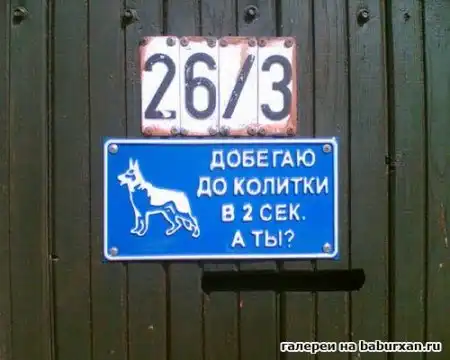 26/3
ДОБЕГАЮ
ДО КОЛИТКИ
В 2 СЕК.
А ТЫ?
галереи на baburxan.ru